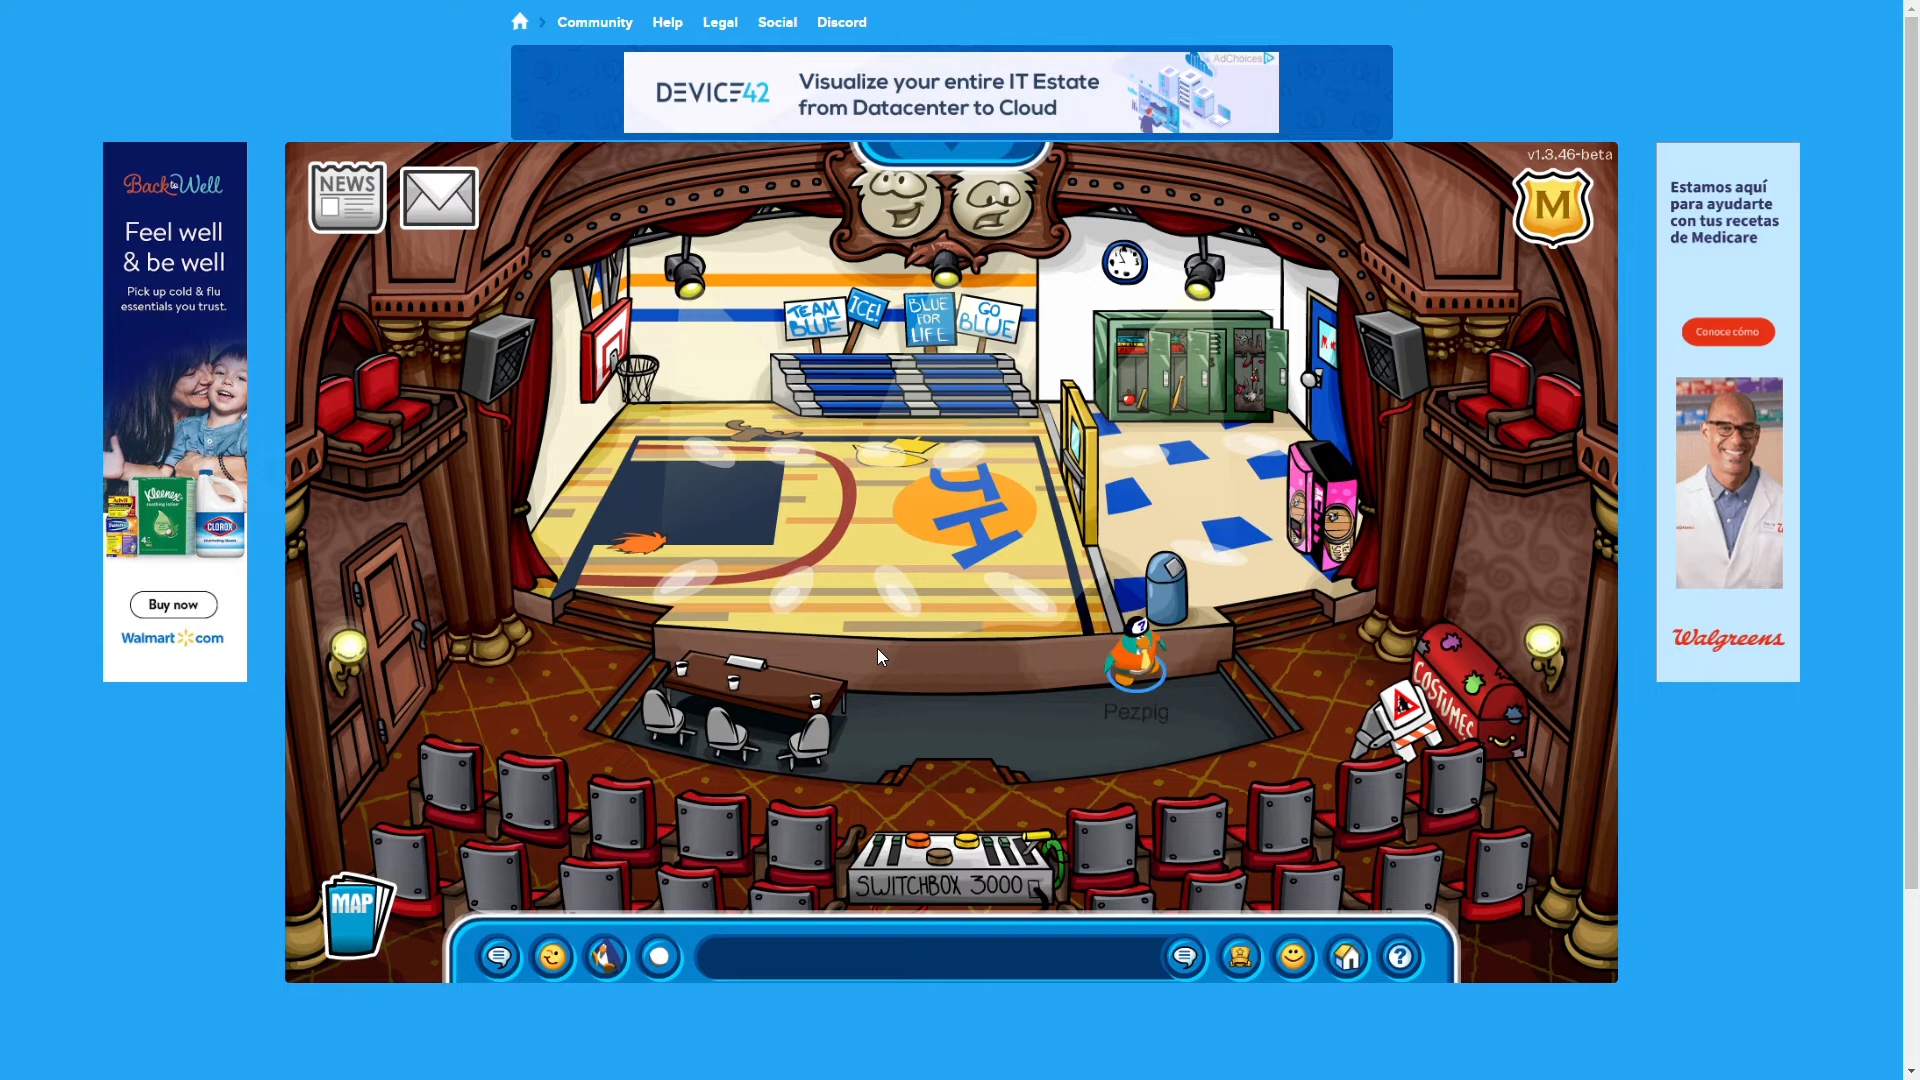 Community Help Legal Social Discord
DEVICE42
Visualize your entire IT Estate
from Datacenter to Cloud
AdChoices
Back to Well
Feel well
& be well
Pick up cold & flu
essentials you trust.
Kleenex
CLOROX
Buy now
Walmart com
NEWS
v1.3.46-beta
M
TEAM
BLUE
ICE!
BLUE
FOR
LIFE
GO
BLUE
JH
Pezpig
COSTUMES
SWITCHBOX 3000
MAP
?
Estamos aquí
para ayudarte
con tus recetas
de Medicare
Conoce cómo
Walgreens